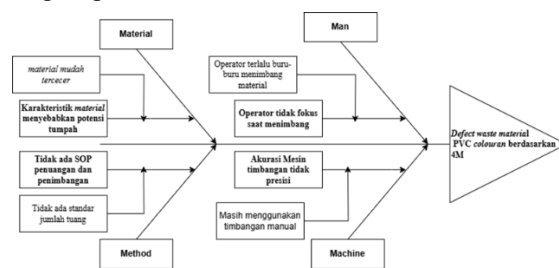 Material
Man
material mudah
tercecer
Operator terlalu buru-
buru menimbang
material
Karakteristik material
menyebabkan potensi
tumpah
Operator tidak fokus
saat menimbang
Defect waste material
PVC colouran berdasarkan
4M
Tidak ada SOP
penuangan dan
penimbangan
Akurasi Mesin
timbangan tidak
presisi
Tidak ada standar
jumlah tuang
Masih menggunakan
timbangan manual
Method
Machine